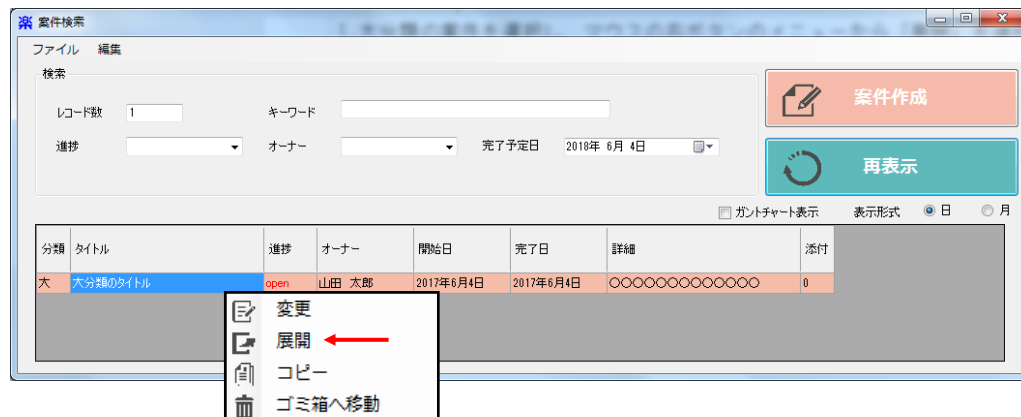 楽 案件検索
ファイル 編集
検索
レコード数 1 キーワード
案件作成
進捗 オーナー 完了予定日 2018年 6月 4日
再表示
ガントチャート表示 表示形式 日 月
分類 タイトル 進捗 オーナー 開始日 完了日 詳細 添付
大 大分類のタイトル open 山田 太郎 2017年6月4日 2017年6月4日 〇〇〇〇〇〇〇〇〇〇〇〇〇 0
変更
展開
コピー
ゴミ箱へ移動